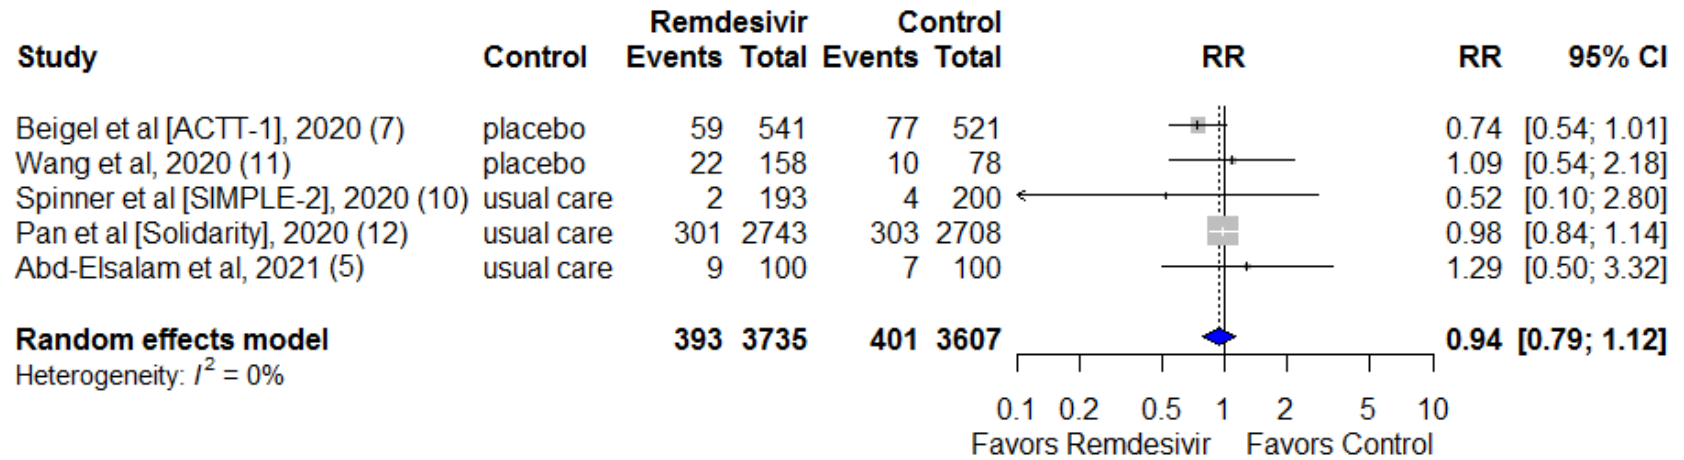 Remdesivir Control
Study Control Events Total Events Total RR RR 95% CI
Beigel et al [ACTT-1], 2020 (7) placebo 59 541 77 521 0.74 [0.54; 1.01]
Wang et al, 2020 (11) placebo 22 158 10 78 1.09 [0.54; 2.18]
Spinner et al [SIMPLE-2], 2020 (10) usual care 2 193 4 200 0.52 [0.10; 2.80]
Pan et al [Solidarity], 2020 (12) usual care 301 2743 303 2708 0.98 [0.84; 1.14]
Abd-Elsalam et al, 2021 (5) usual care 9 100 7 100 1.29 [0.50; 3.32]
Random effects model 393 3735 401 3607 0.94 [0.79; 1.12]
Heterogeneity: I² = 0%
0.1 0.2 0.5 1 2 5 10
Favors Remdesivir Favors Control